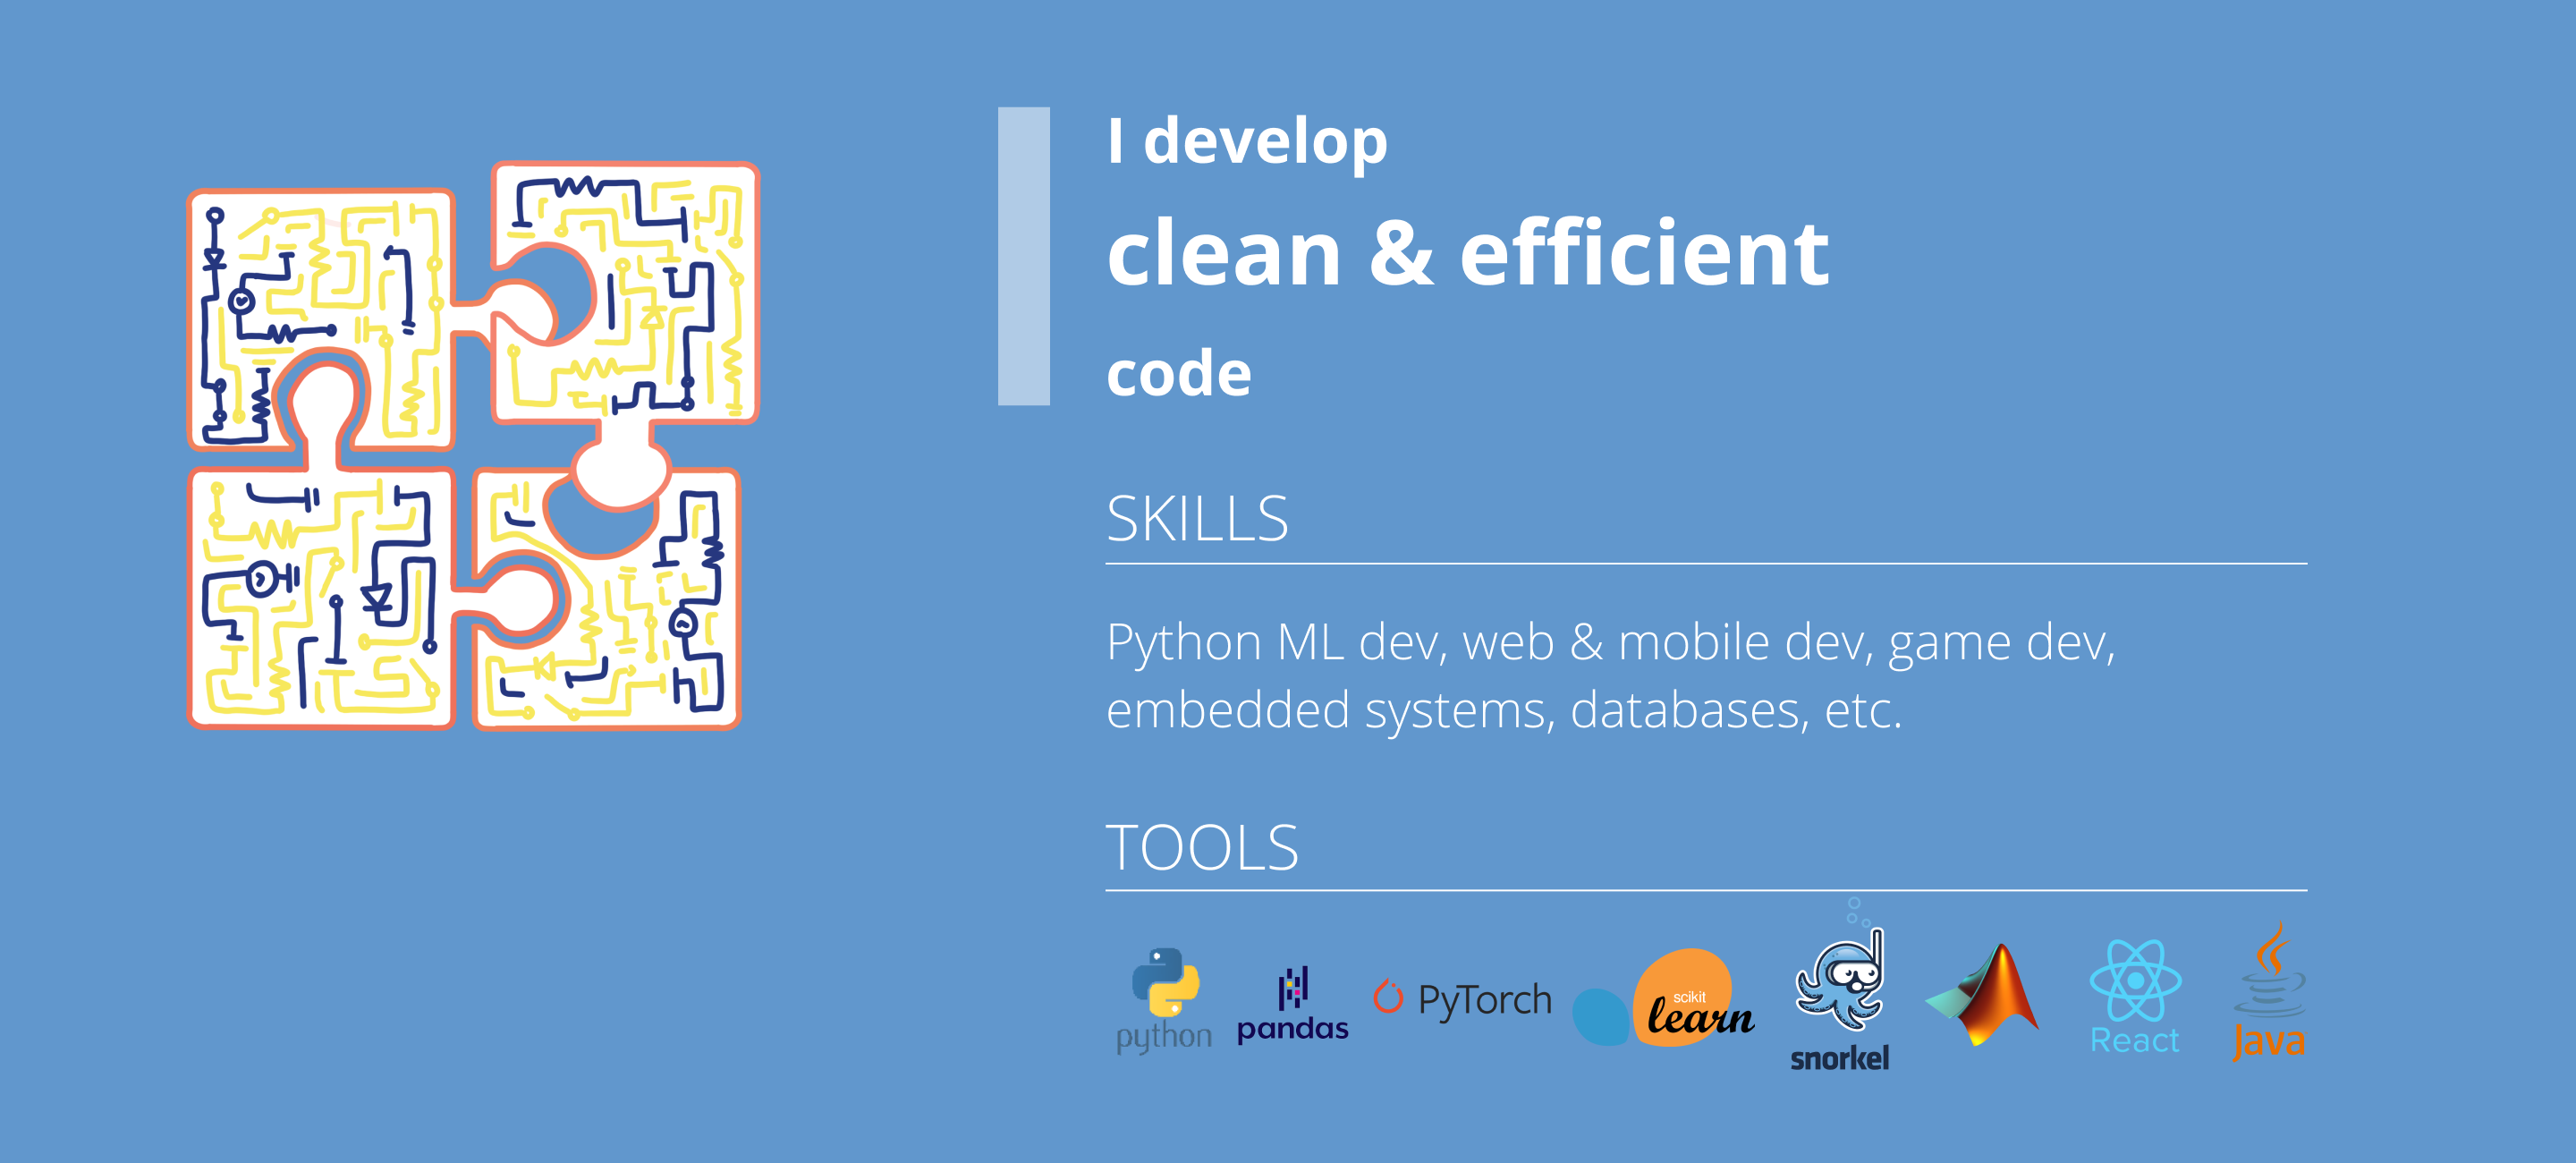 I develop
clean & efficient
code
SKILLS
Python ML dev, web & mobile dev, game dev,
embedded systems, databases, etc.
TOOLS
python
pandas
PyTorch
scikit
learn
snorkel
React
Java